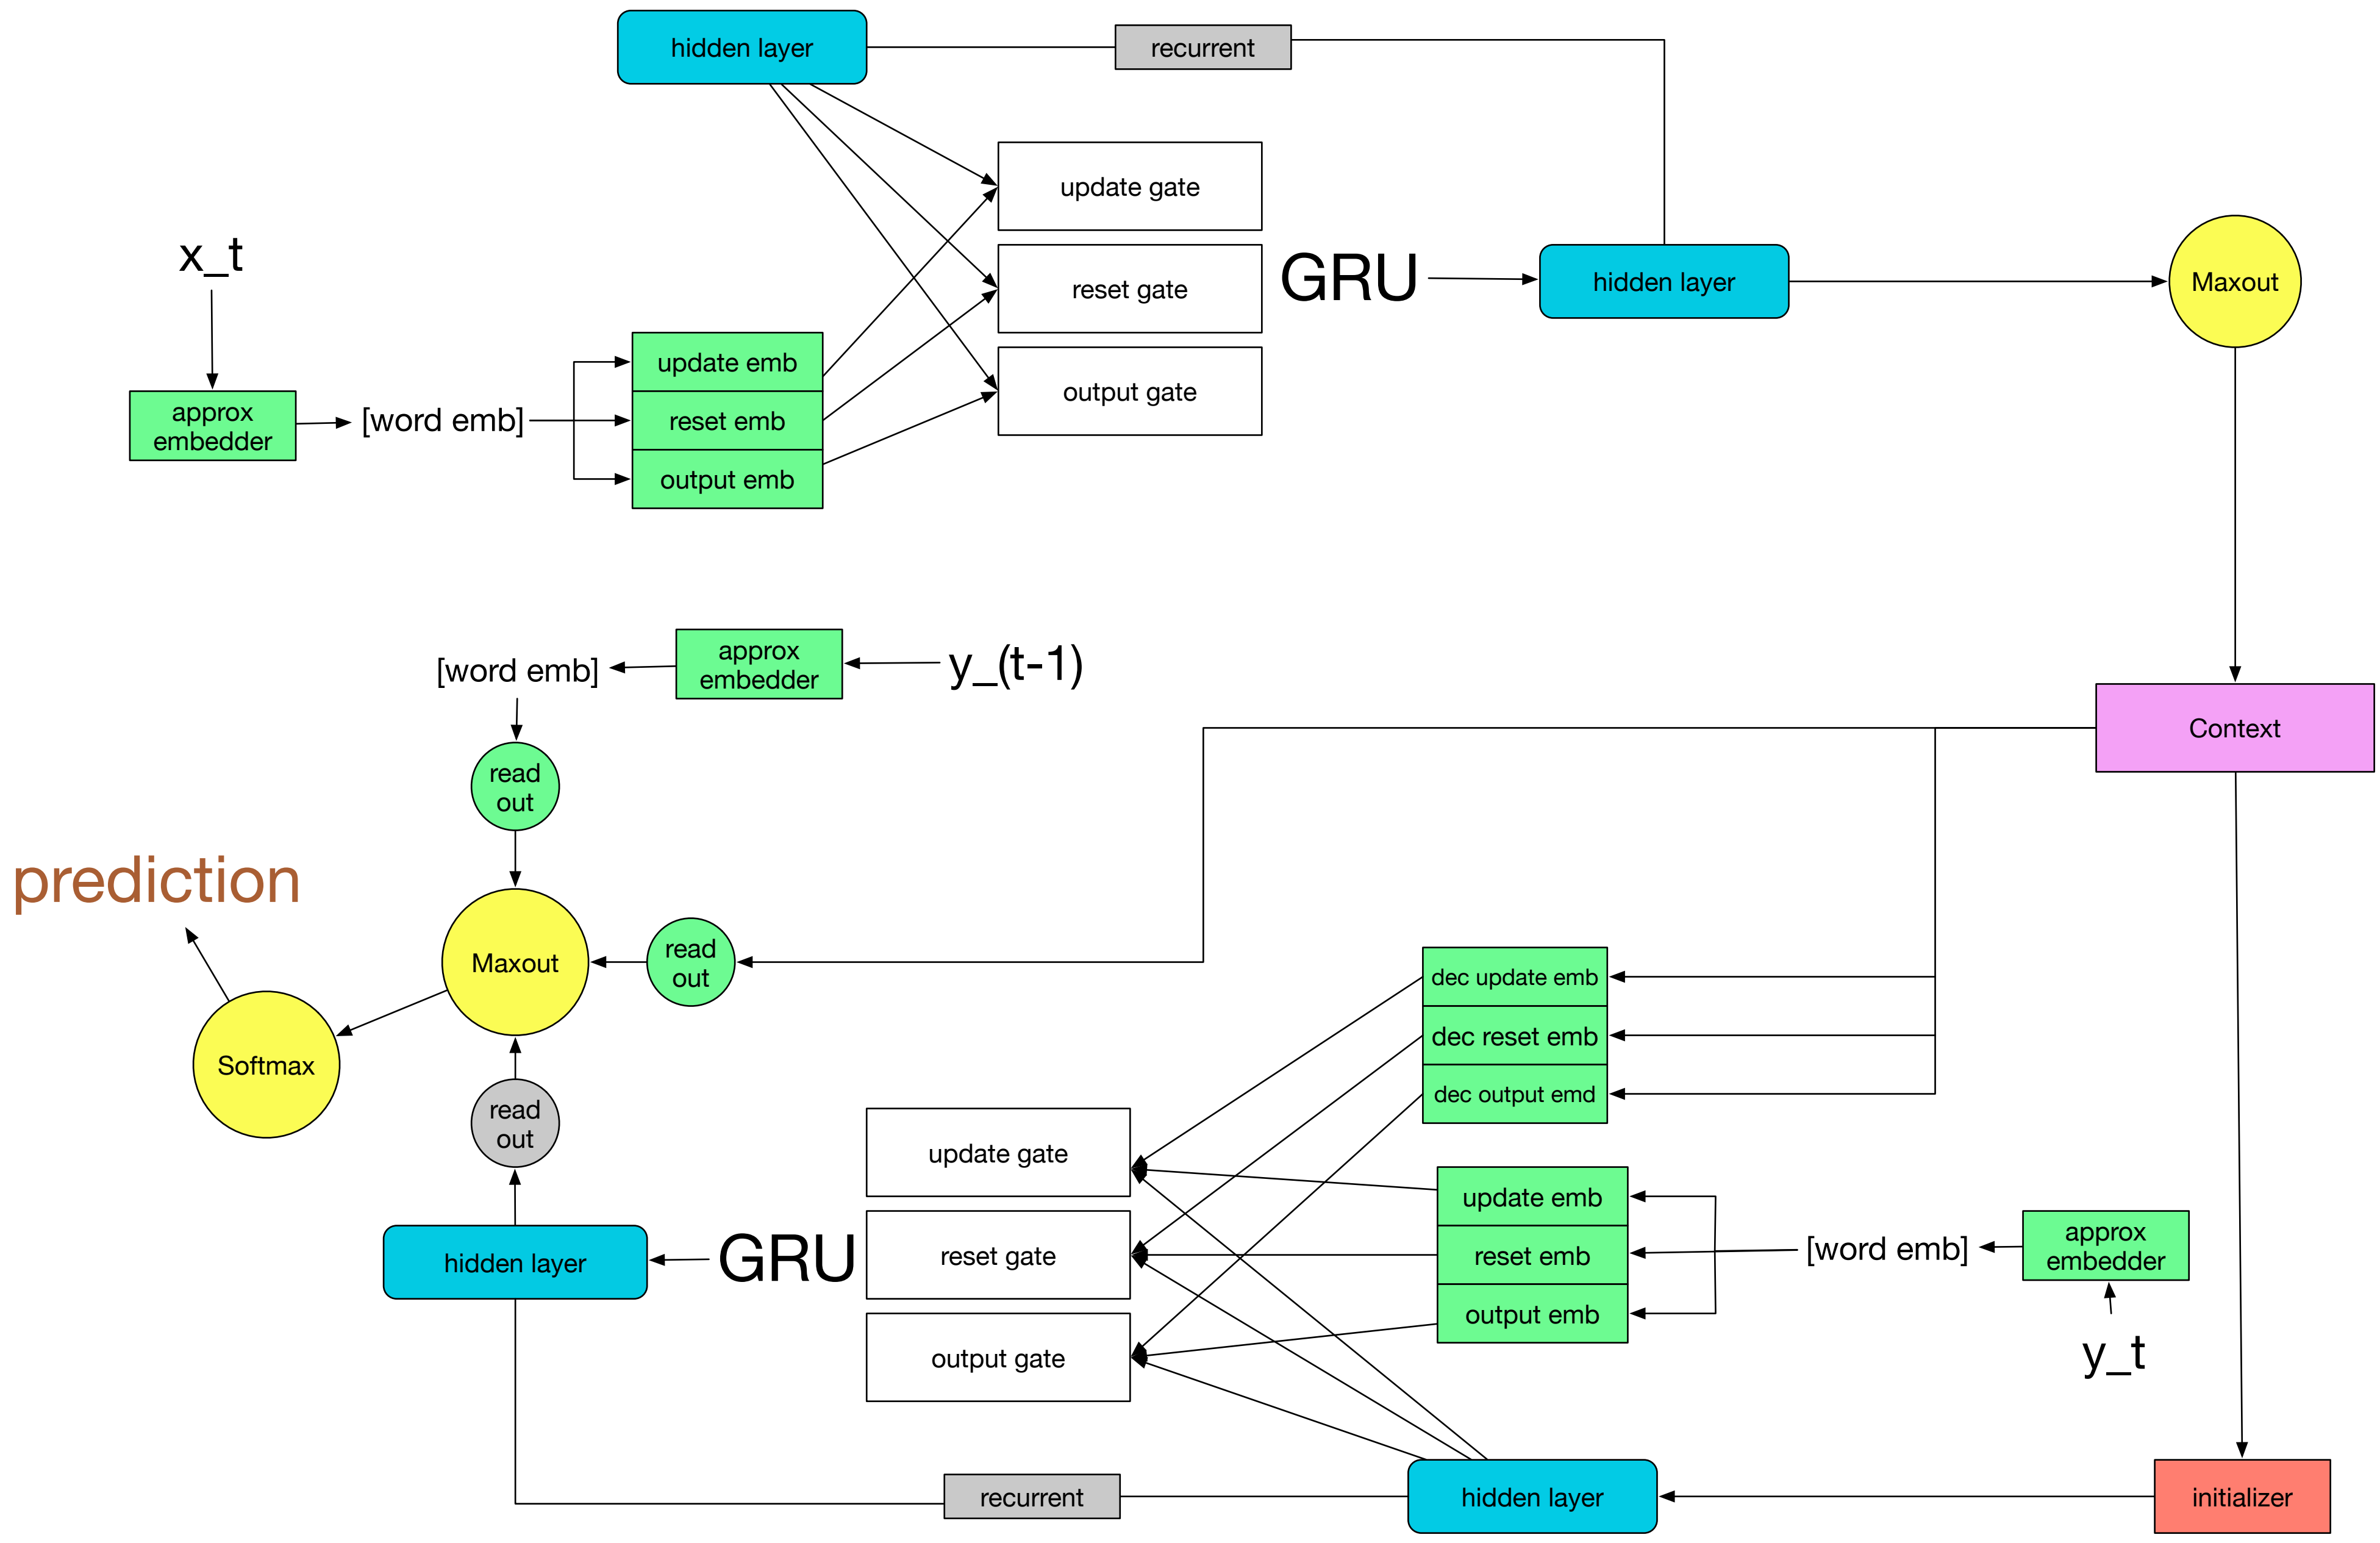 hidden layer
recurrent
update gate
x_t
reset gate
GRU
hidden layer
Maxout
update emb
output gate
approx
embedder
[word emb]
reset emb
output emb
[word emb]
approx
embedder
y_(t-1)
Context
read
out
prediction
Maxout
read
out
dec update emb
dec reset emb
dec output emd
Softmax
read
out
update gate
update emb
hidden layer
GRU
reset gate
reset emb
[word emb]
approx
embedder
output gate
output emb
y_t
recurrent
hidden layer
initializer